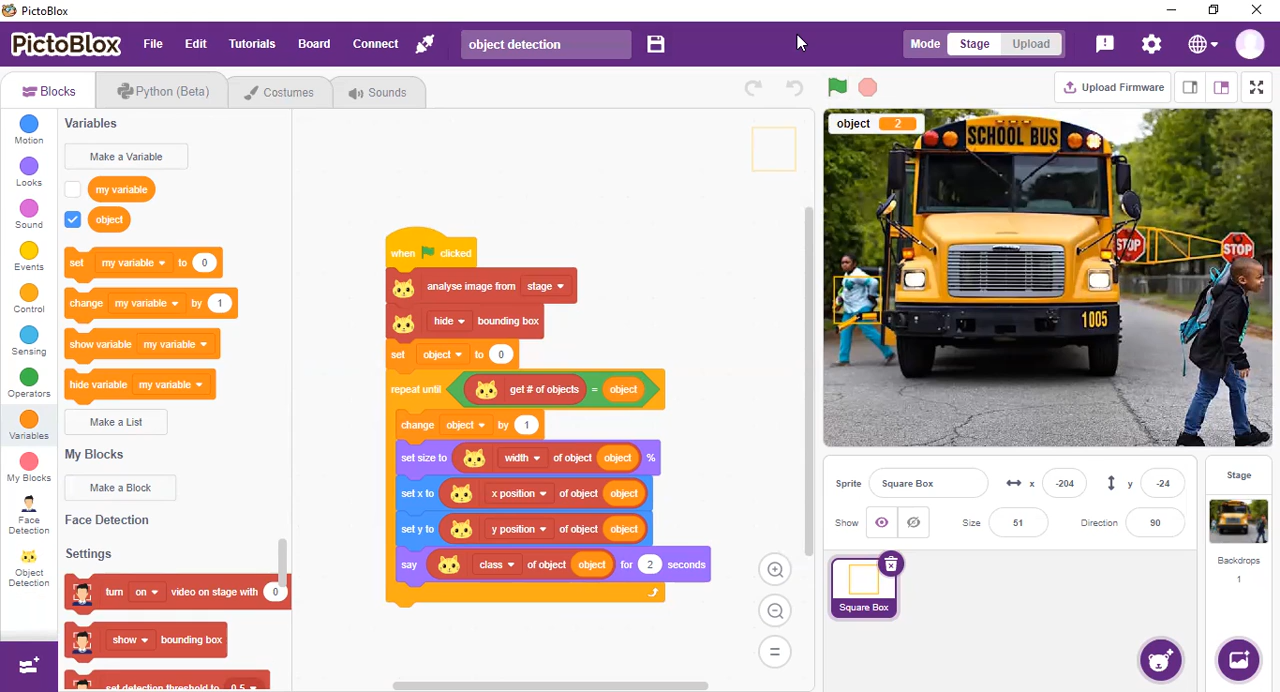 PictoBlox
PictoBlox File Edit Tutorials Board Connect object detection Mode Stage Upload
Blocks Python (Beta) Costumes Sounds Upload Firmware
Motion
Looks
Sound
Events
Control
Sensing
Operators
Variables
My Blocks
Face
Detection
Object
Detection
Variables
Make a Variable
my variable
object
set my variable to 0
change my variable by 1
show variable my variable
hide variable my variable
Make a List
My Blocks
Make a Block
Face Detection
Settings
turn on video on stage with 0
show bounding box
set detection threshold to 0.5
when clicked
analyse image from stage
hide bounding box
set object to 0
repeat until get # of objects = object
change object by 1
set size to width of object object %
set x to x position of object object
set y to y position of object object
say class of object object for 2 seconds
object 2
SCHOOL BUS
STOP STOP
1005
Sprite Square Box x -204 y -24
Show Size 51 Direction 90
Square Box
Stage
Backdrops
1